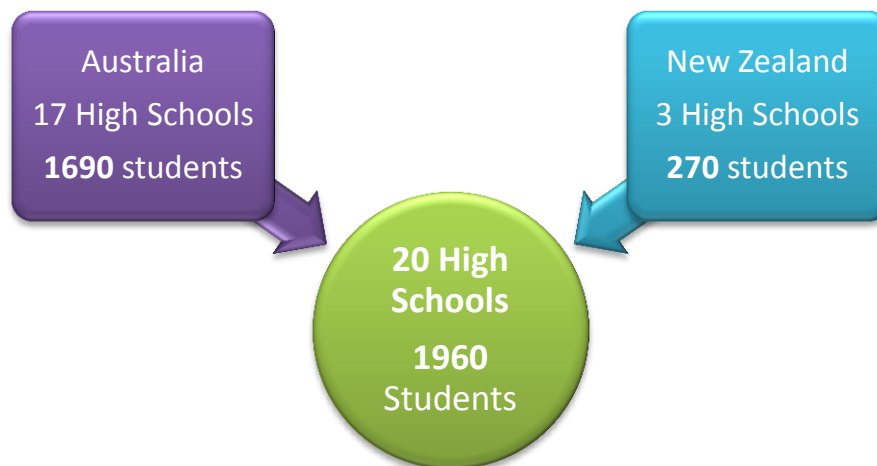 Australia
17 High Schools
1690 students
New Zealand
3 High Schools
270 students
20 High
Schools
1960
Students